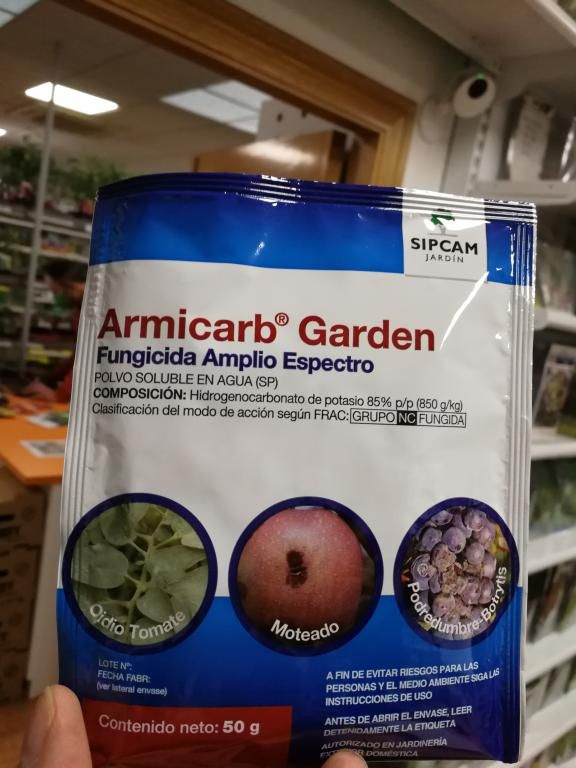 SIPCAM
JARDÍN
Armicarb® Garden
Fungicida Amplio Espectro
POLVO SOLUBLE EN AGUA (SP)
COMPOSICIÓN: Hidrogenocarbonato de potasio 85% p/p (850 g/kg)
Clasificación del modo de acción según FRAC: GRUPO NC FUNGIDA
Oidio Tomate
Moteado
Podredumbre-Botrytis
LOTE Nº:
FECHA FABR:
(ver lateral envase)
Contenido neto: 50 g
A FIN DE EVITAR RIESGOS PARA LAS
PERSONAS Y EL MEDIO AMBIENTE SIGA LAS
INSTRUCCIONES DE USO
ANTES DE ABRIR EL ENVASE, LEER
DETENIDAMENTE LA ETIQUETA
AUTORIZADO EN JARDINERÍA
EXTERIOR DOMÉSTICA